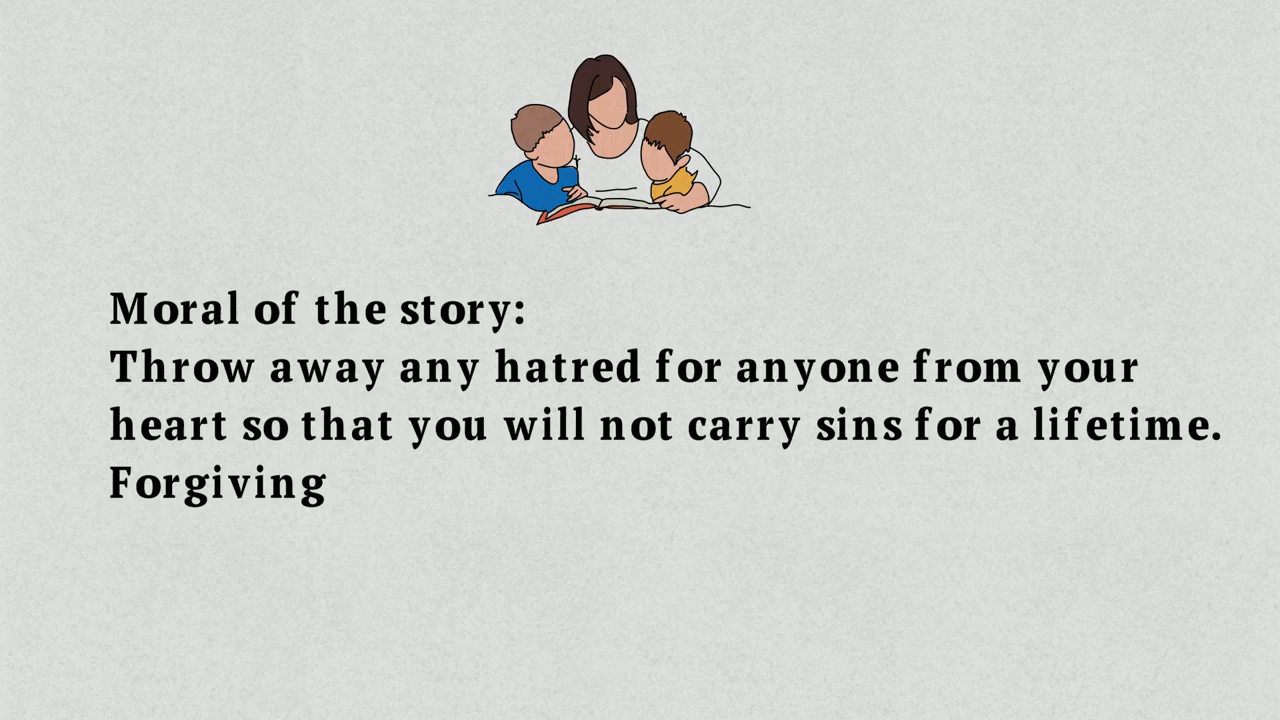 Moral of the story:
Throw away any hatred for anyone from your
heart so that you will not carry sins for a lifetime.
Forgiving